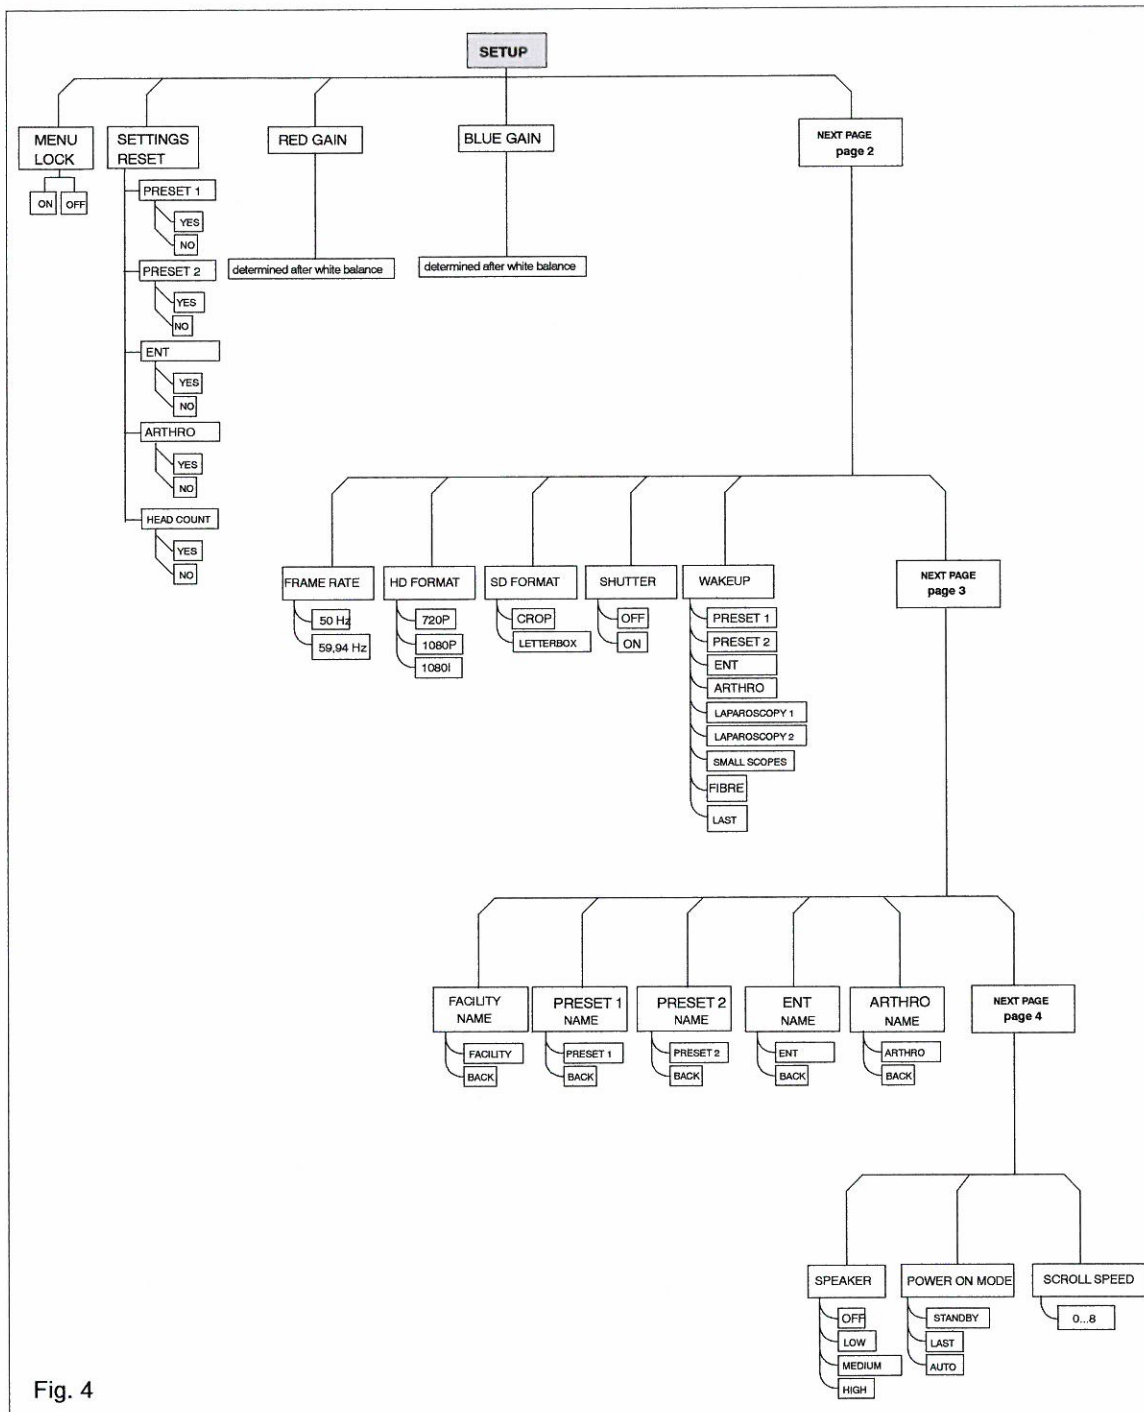 SETUP
MENU
LOCK
ON
OFF
SETTINGS
RESET
PRESET 1
YES
NO
PRESET 2
YES
NO
ENT
YES
NO
ARTHRO
YES
NO
HEAD COUNT
YES
NO
RED GAIN
determined after white balance
BLUE GAIN
determined after white balance
NEXT PAGE
page 2
FRAME RATE
50 Hz
59,94 Hz
HD FORMAT
720P
1080P
1080I
SD FORMAT
CROP
LETTERBOX
SHUTTER
OFF
ON
WAKEUP
PRESET 1
PRESET 2
ENT
ARTHRO
LAPAROSCOPY 1
LAPAROSCOPY 2
SMALL SCOPES
FIBRE
LAST
NEXT PAGE
page 3
FACILITY
NAME
FACILITY
BACK
PRESET 1
NAME
PRESET 1
BACK
PRESET 2
NAME
PRESET 2
BACK
ENT
NAME
ENT
BACK
ARTHRO
NAME
ARTHRO
BACK
NEXT PAGE
page 4
SPEAKER
OFF
LOW
MEDIUM
HIGH
POWER ON MODE
STANDBY
LAST
AUTO
SCROLL SPEED
0...8
Fig. 4